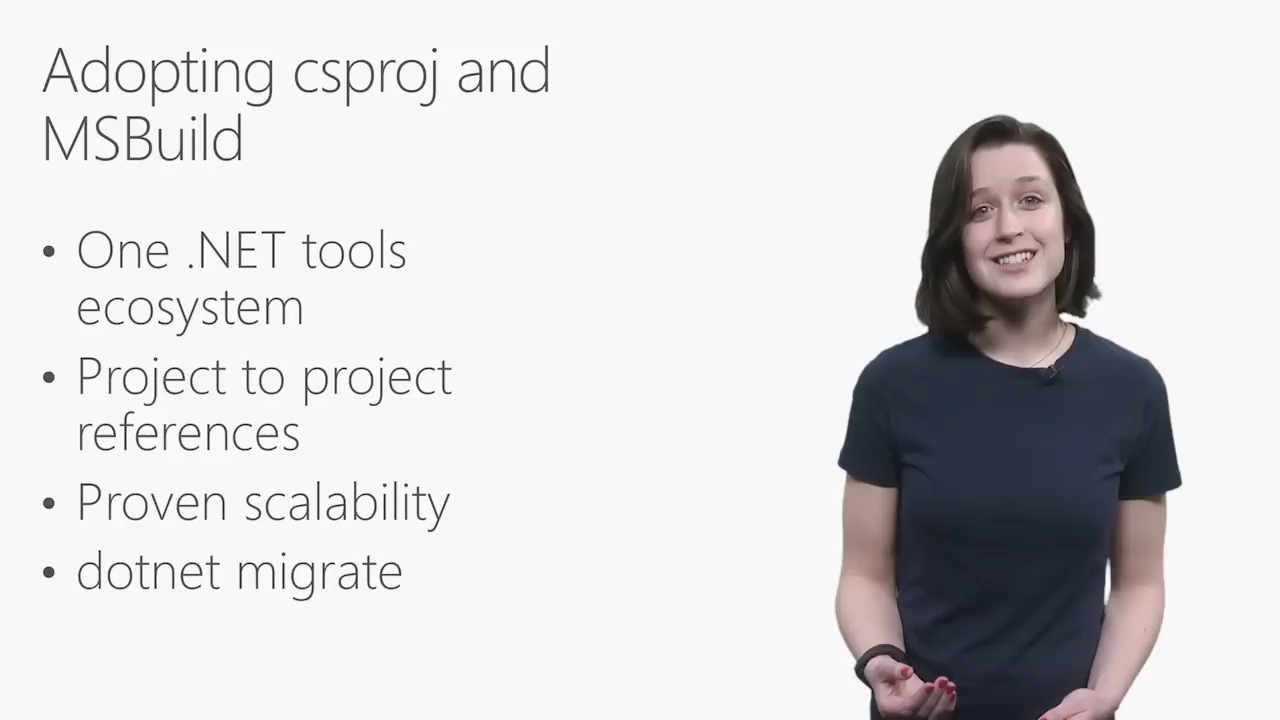 Adopting csproj and
MSBuild
• One .NET tools
ecosystem
• Project to project
references
• Proven scalability
• dotnet migrate